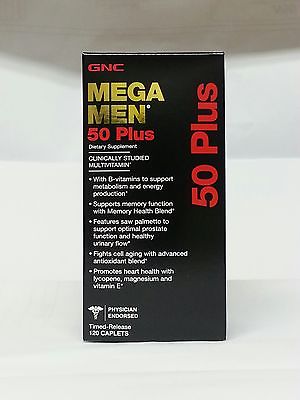 GNC
MEGA
MEN®
50 Plus
Dietary Supplement
CLINICALLY STUDIED
MULTIVITAMIN*
• With B-vitamins to support
metabolism and energy
production*
• Supports memory function
with Memory Health Blend*
• Features saw palmetto to
support optimal prostate
function and healthy
urinary flow*
• Fights cell aging with advanced
antioxidant blend*
• Promotes heart health with
lycopene, magnesium and
vitamin E*
PHYSICIAN
ENDORSED
Timed-Release
120 CAPLETS
50 Plus